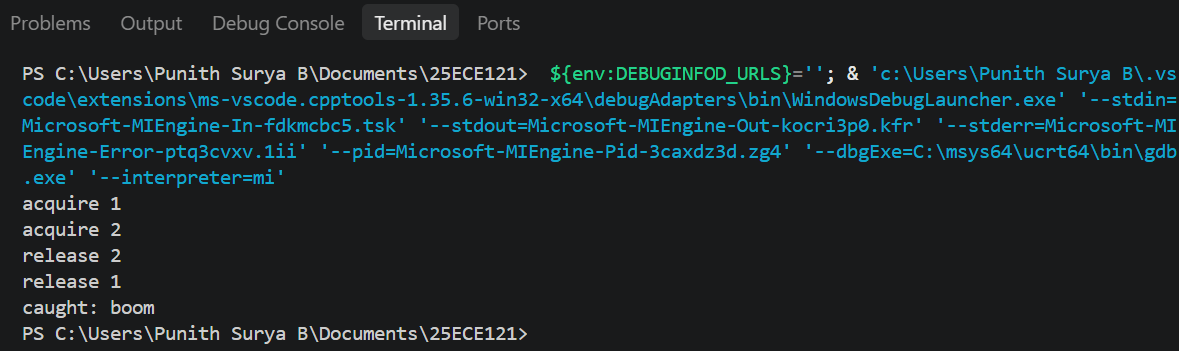 Problems Output Debug Console Terminal Ports
PS C:\Users\Punith Surya B\Documents\25ECE121>  ${env:DEBUGINFOD_URLS}=''; & 'c:\Users\Punith Surya B\.vs
code\extensions\ms-vscode.cpptools-1.35.6-win32-x64\debugAdapters\bin\WindowsDebugLauncher.exe' '--stdin=
Microsoft-MIEngine-In-fdkmcbc5.tsk' '--stdout=Microsoft-MIEngine-Out-kocri3p0.kfr' '--stderr=Microsoft-MI
Engine-Error-ptq3cvxv.1ii' '--pid=Microsoft-MIEngine-Pid-3caxdz3d.zg4' '--dbgExe=C:\msys64\ucrt64\bin\gdb
.exe' '--interpreter=mi'
acquire 1
acquire 2
release 2
release 1
caught: boom
PS C:\Users\Punith Surya B\Documents\25ECE121>